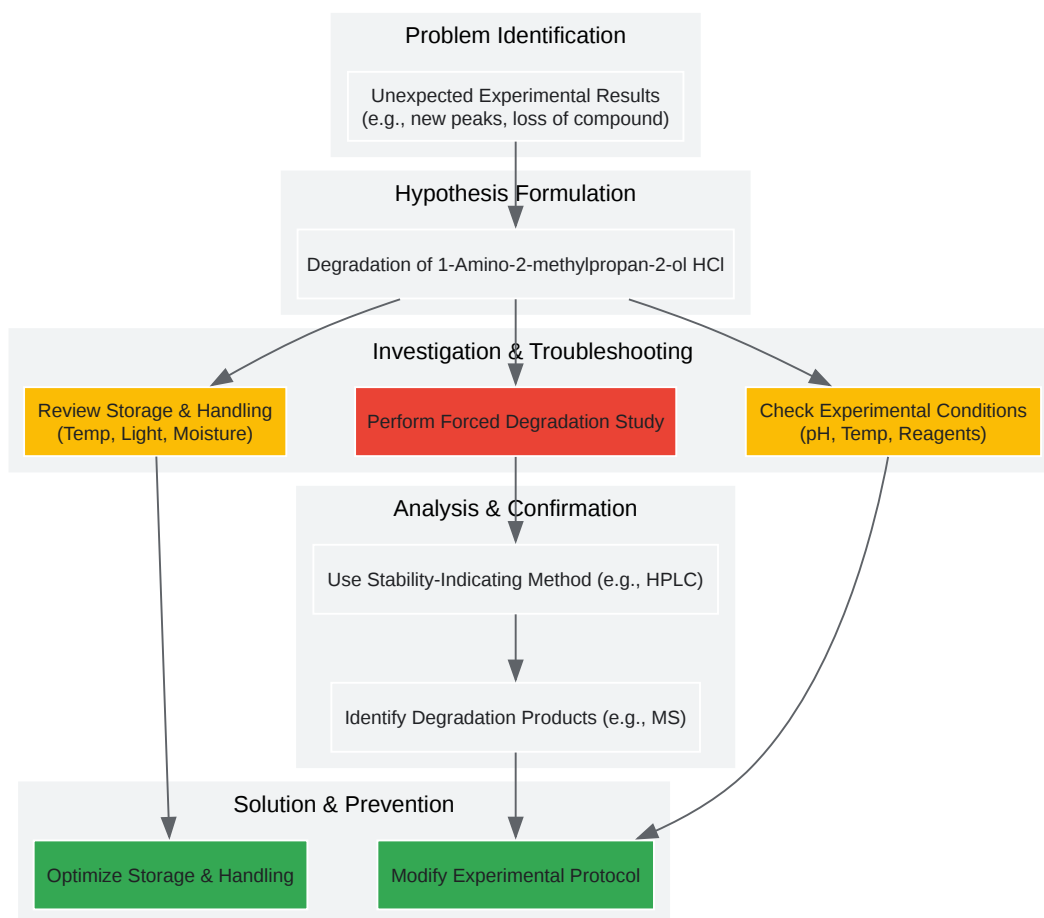 Problem Identification
Unexpected Experimental Results
(e.g., new peaks, loss of compound)
Hypothesis Formulation
Degradation of 1-Amino-2-methylpropan-2-ol HCl
Investigation & Troubleshooting
Review Storage & Handling
(Temp, Light, Moisture)
Perform Forced Degradation Study
Check Experimental Conditions
(pH, Temp, Reagents)
Analysis & Confirmation
Use Stability-Indicating Method (e.g., HPLC)
Identify Degradation Products (e.g., MS)
Solution & Prevention
Optimize Storage & Handling
Modify Experimental Protocol